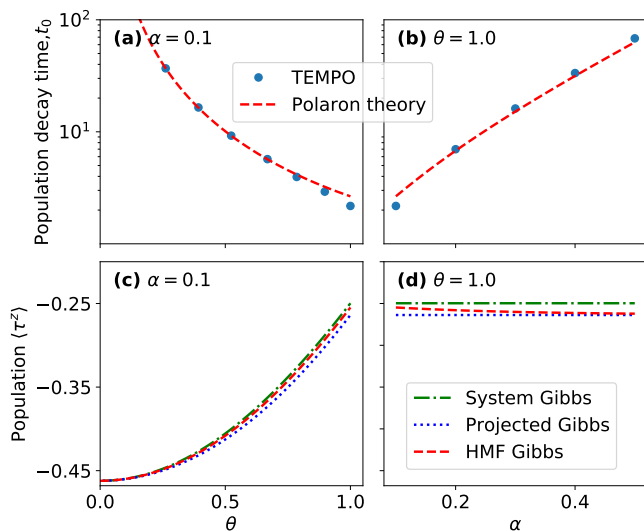 (a) α = 0.1
(b) θ = 1.0
Population decay time,t₀
10²
10¹
TEMPO
Polaron theory
(c) α = 0.1
(d) θ = 1.0
Population ⟨τᶻ⟩
−0.25
−0.35
−0.45
System Gibbs
Projected Gibbs
HMF Gibbs
0.0
0.5
1.0
θ
0.2
0.4
α